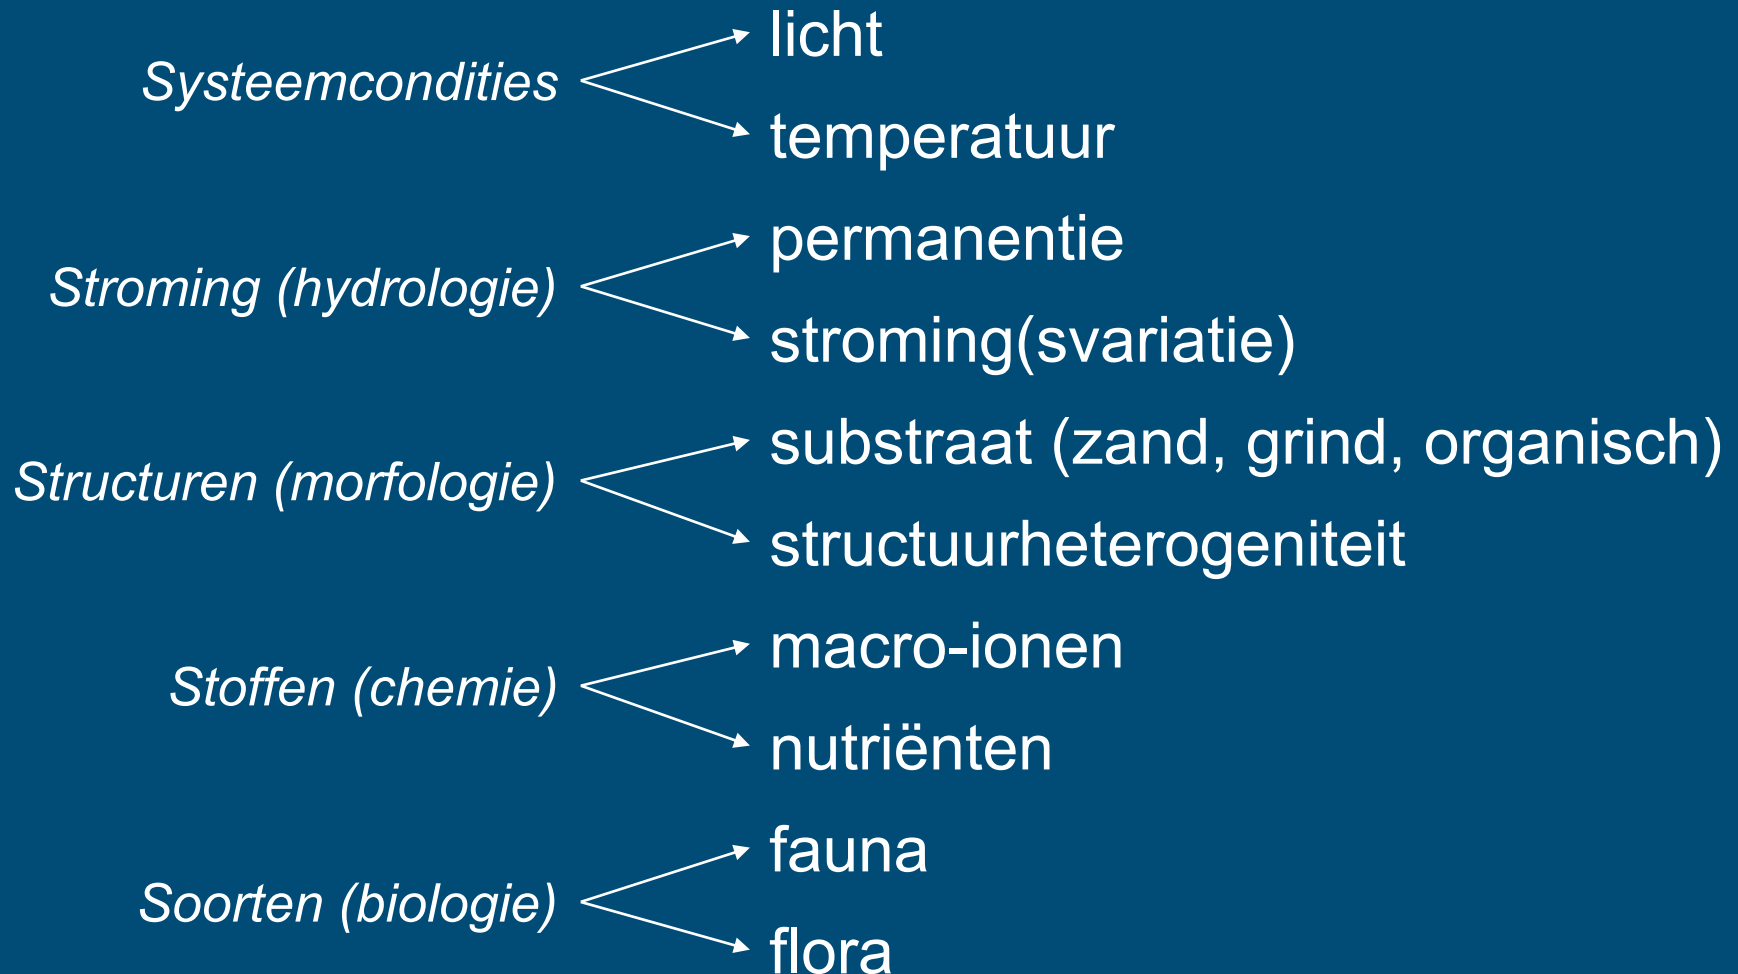 licht
Systeemcondities
temperatuur
permanentie
Stroming (hydrologie)
stroming(svariatie)
substraat (zand, grind, organisch)
Structuren (morfologie)
structuurheterogeniteit
macro-ionen
Stoffen (chemie)
nutriënten
fauna
Soorten (biologie)
flora